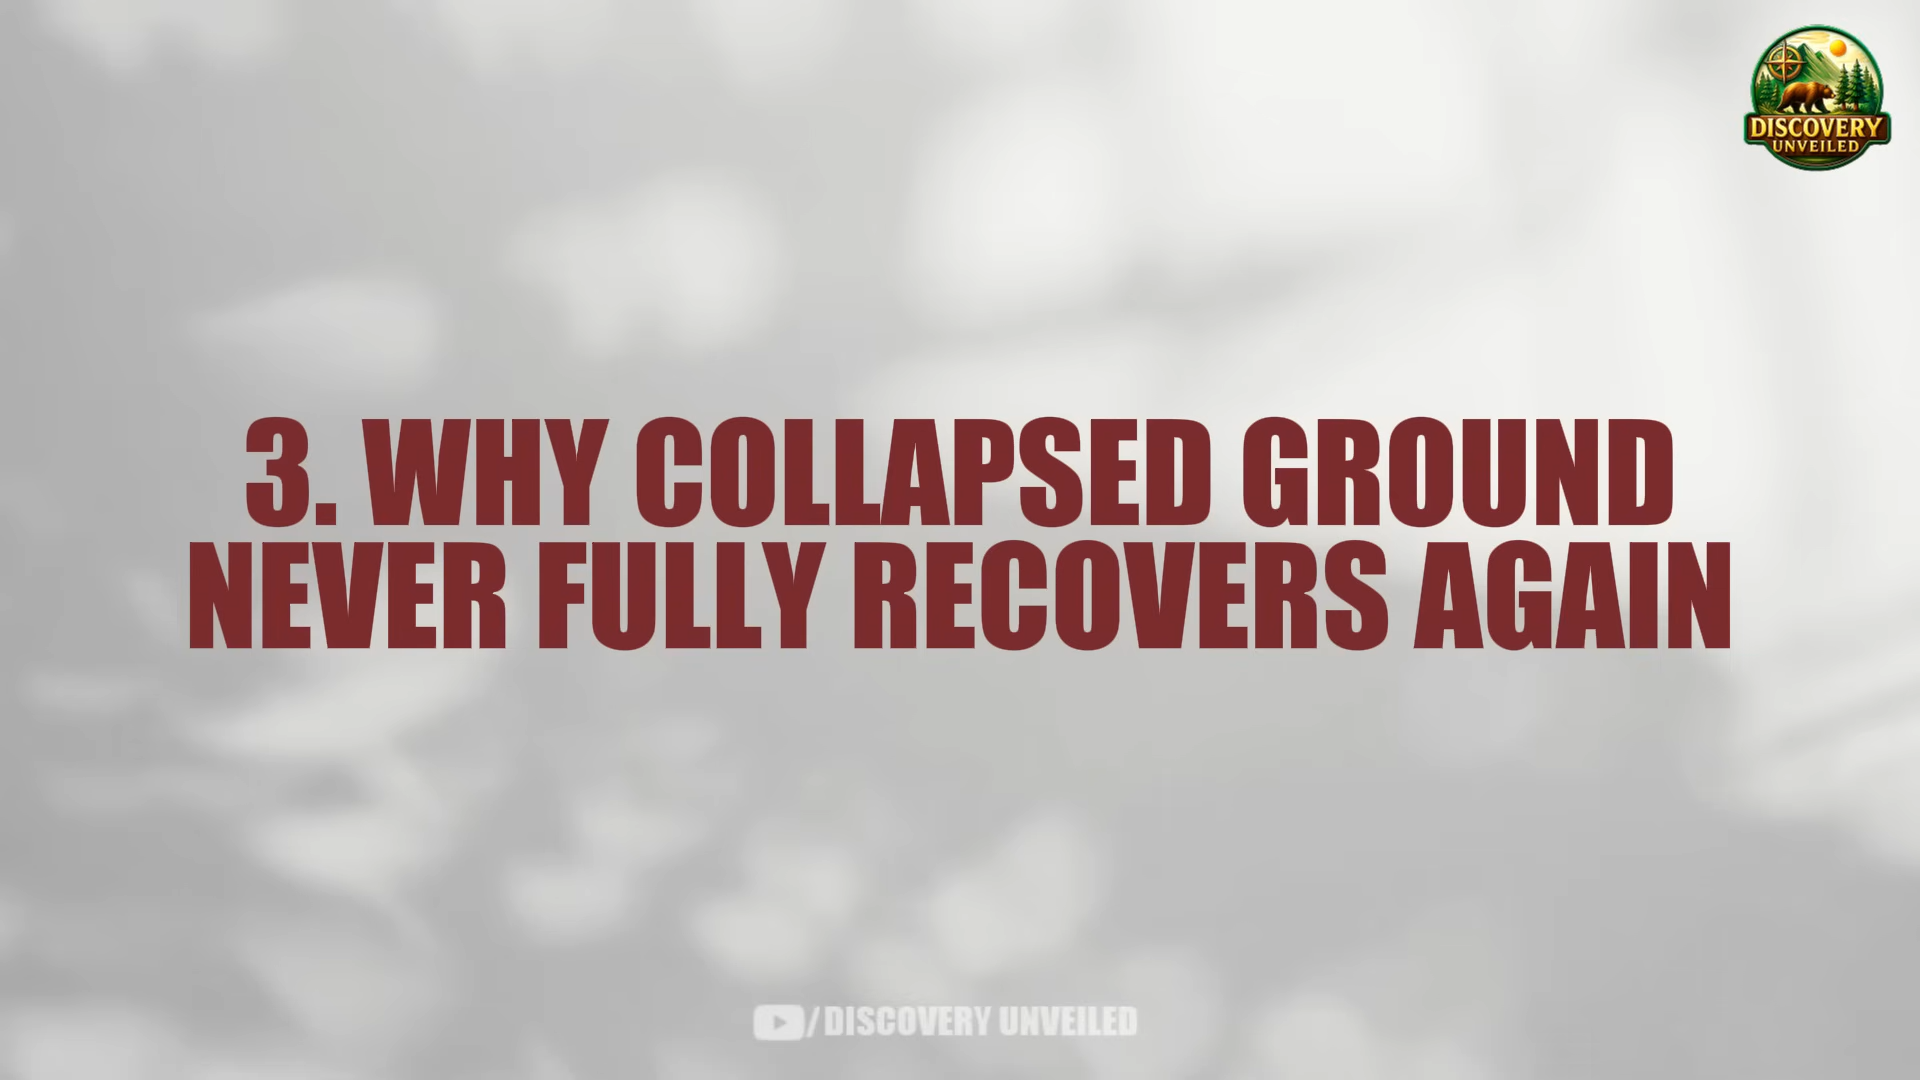 DISCOVERY
UNVEILED
3. WHY COLLAPSED GROUND
NEVER FULLY RECOVERS AGAIN
/DISCOVERY UNVEILED